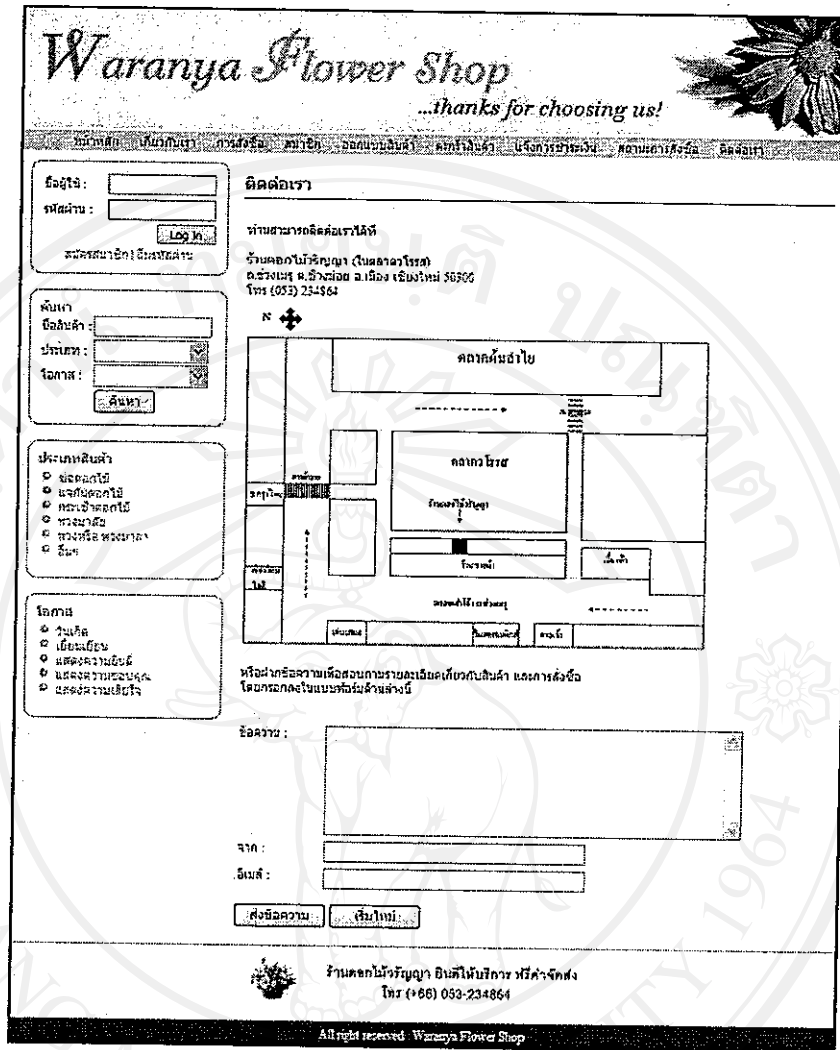 Waranya Flower Shop
...thanks for choosing us!
หน้าหลัก เกี่ยวกับเรา การสั่งซื้อ สมาชิก ออกแบบสินค้า ตะกร้าสินค้า แจ้งการชำระเงิน สถานะการสั่งซื้อ ติดต่อเรา
ชื่อผู้ใช้ :
รหัสผ่าน :
Log In
สมัครสมาชิก | ลืมรหัสผ่าน
ค้นหา
ชื่อสินค้า :
ประเภท :
โอกาส :
ค้นหา
ประเภทสินค้า
ช่อดอกไม้
แจกันดอกไม้
กระเช้าดอกไม้
พวงมาลัย
พวงหรีด พวงมาลา
อื่นๆ
โอกาส
วันเกิด
เยี่ยมเยียน
แสดงความยินดี
แสดงความขอบคุณ
แสดงความเสียใจ
ติดต่อเรา
ท่านสามารถติดต่อเราได้ที่
ร้านดอกไม้วรัญญา (ในตลาดวโรรส)
ถ.ช่วงเมรุ ต.ช้างม่อย อ.เมือง เชียงใหม่ 50300
โทร (053) 234864
ตลาดต้นลำไย
ตลาดวโรรส
ร้านดอกไม้วรัญญา
หรือฝากข้อความเพื่อสอบถามรายละเอียดเกี่ยวกับสินค้า และการสั่งซื้อ
โดยกรอกลงในแบบฟอร์มด้านล่างนี้
ข้อความ :
จาก :
อีเมล์ :
ส่งข้อความ เริ่มใหม่
ร้านดอกไม้วรัญญา ยินดีให้บริการ ฟรีค่าจัดส่ง
โทร (+66) 053-234864
All right reserved : Waranya Flower Shop